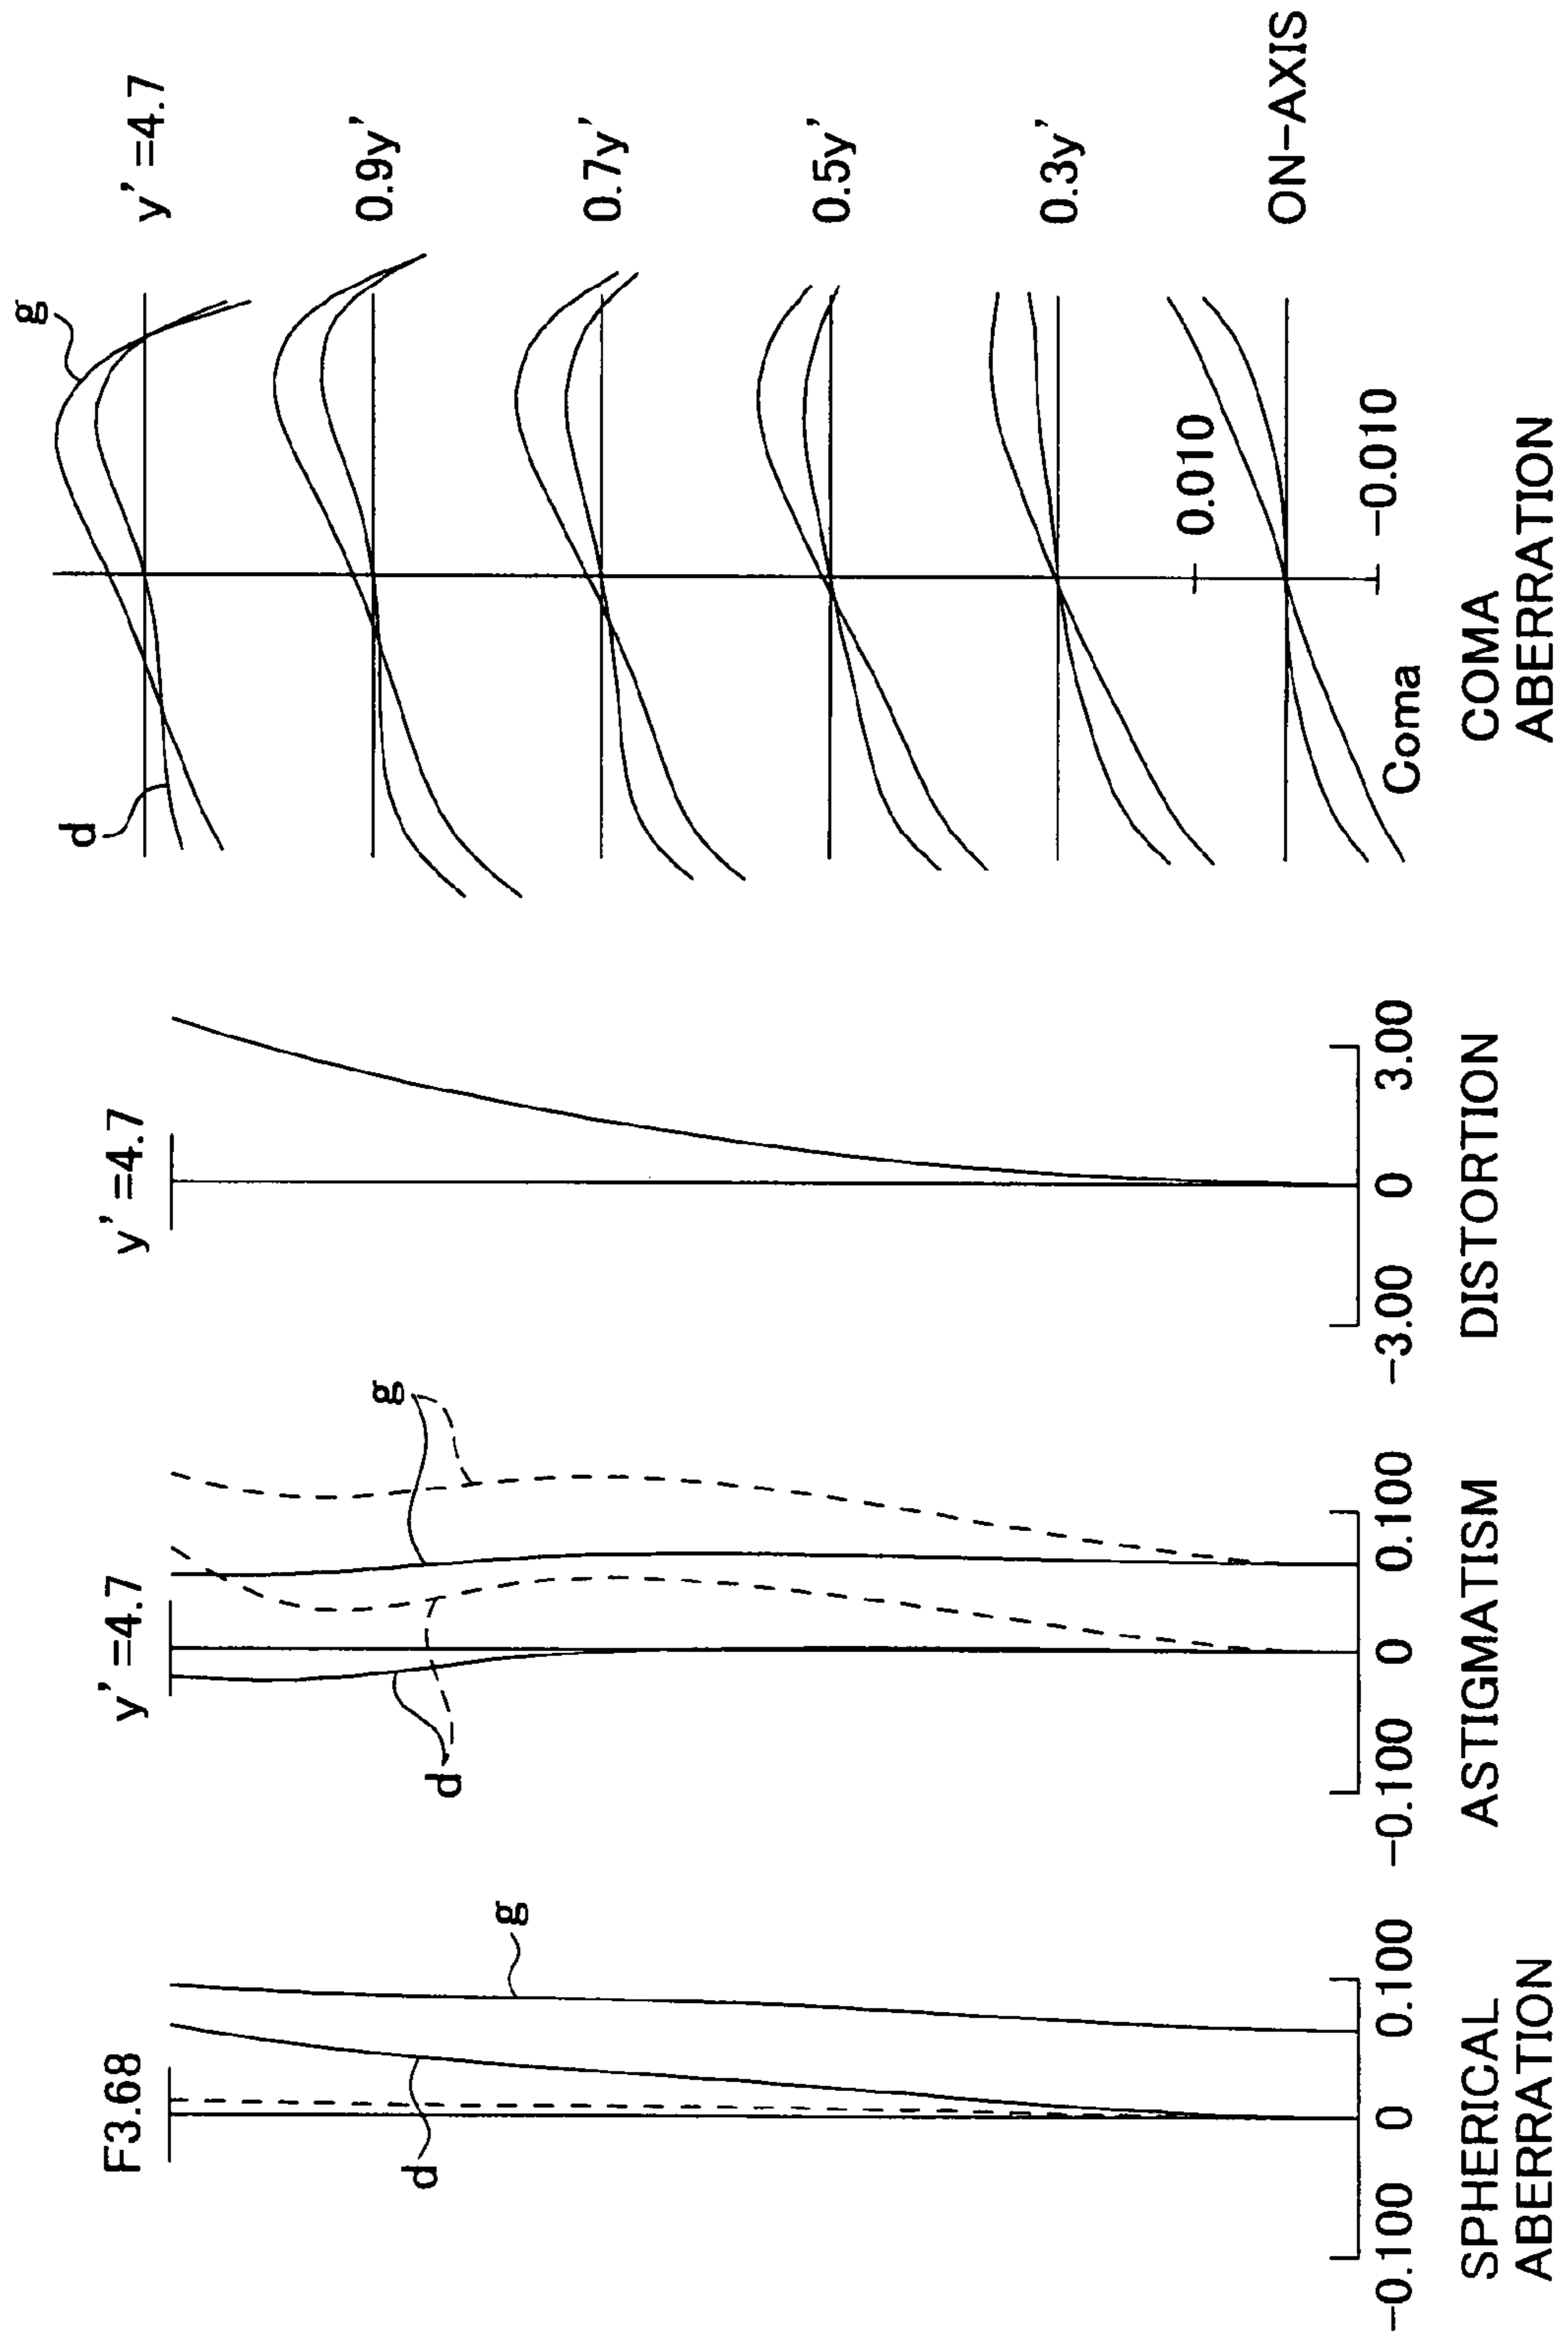 F3.68
g
d
-0.100
0
0.100
SPHERICAL
ABERRATION
y'=4.7
g
d
-0.100
0
0.100
ASTIGMATISM
y'=4.7
-3.00
0
3.00
DISTORTION
g
d
y'=4.7
0.9y'
0.7y'
0.5y'
0.3y'
0.010
ON-AXIS
-0.010
Coma
COMA
ABERRATION